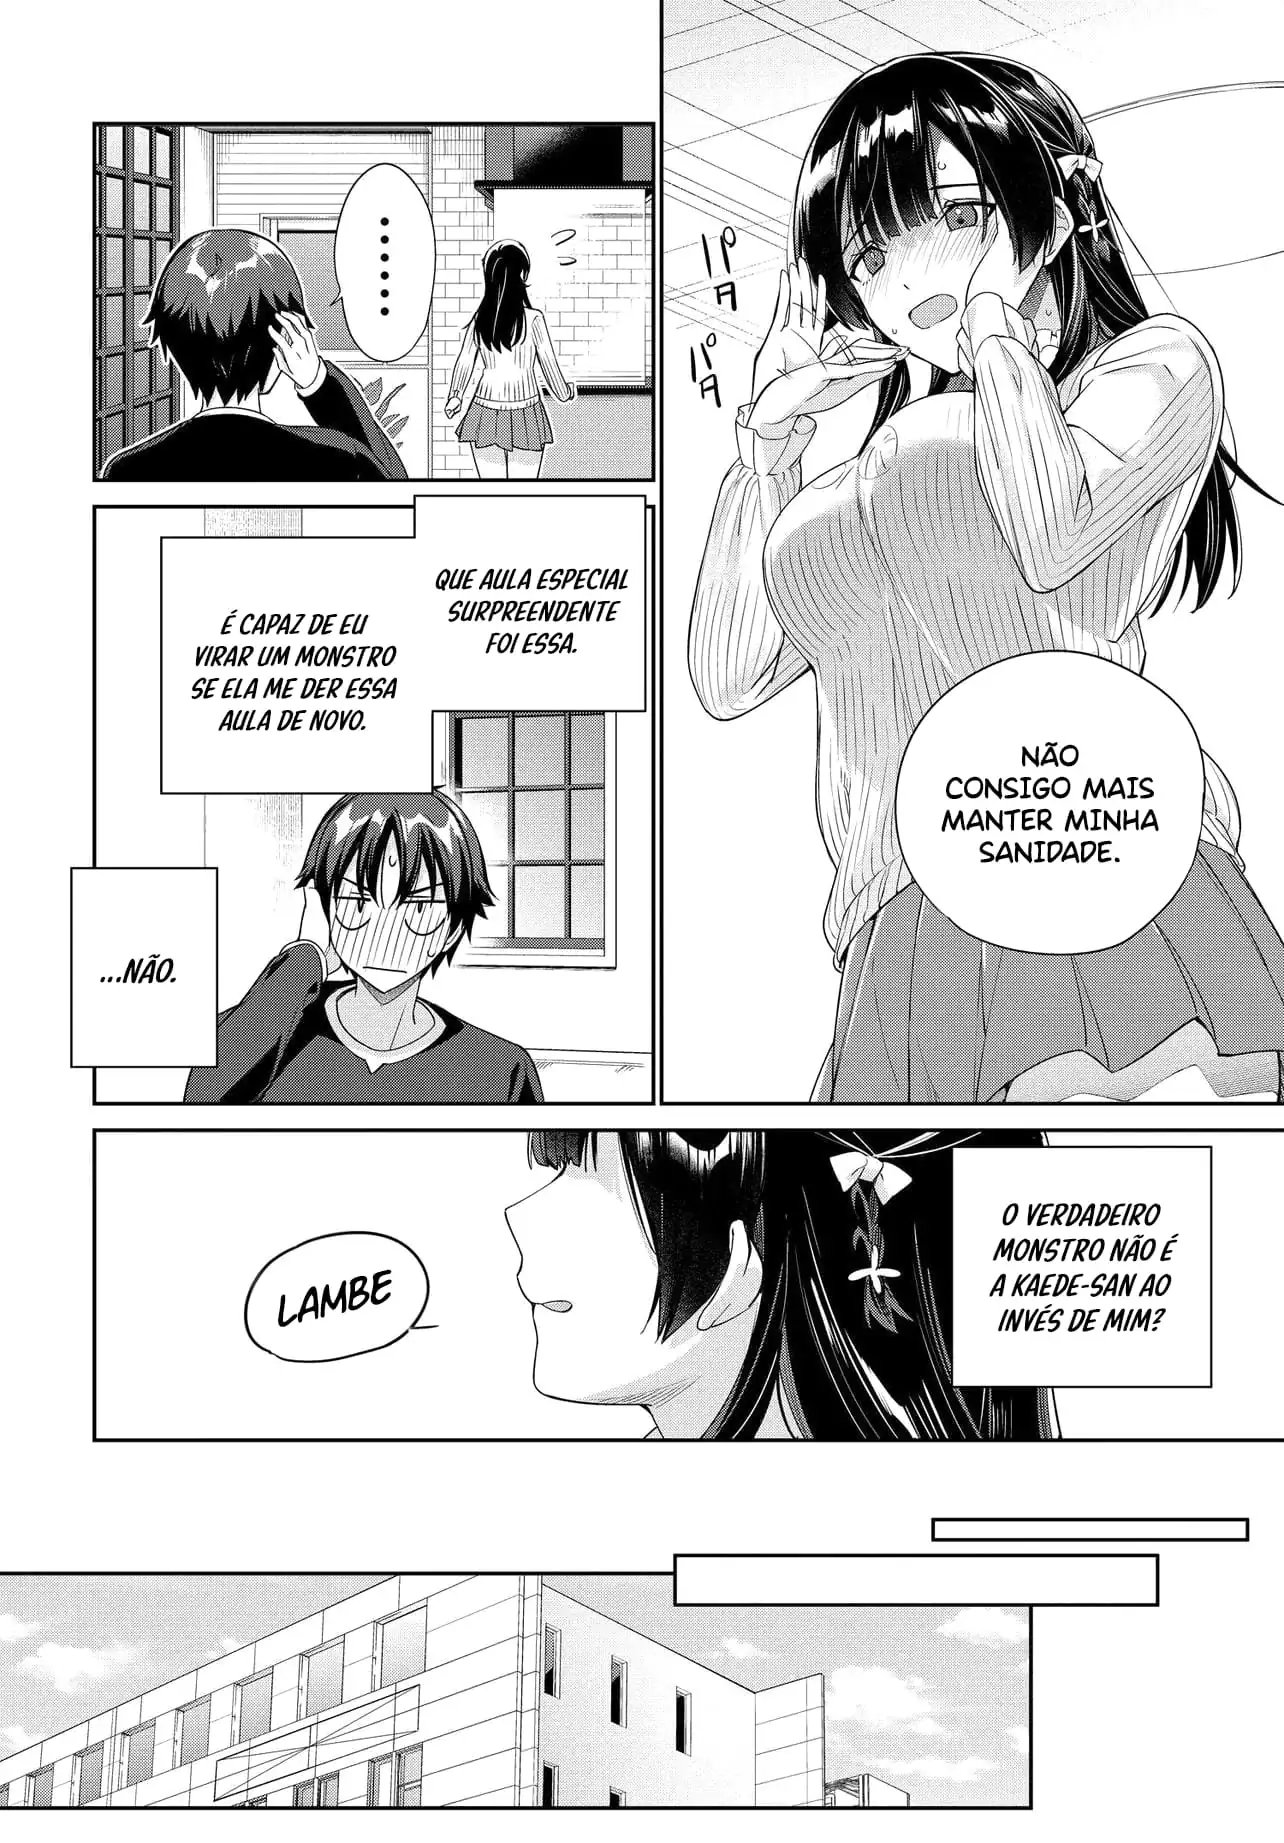 パタ
パタ
NÃO
CONSIGO MAIS
MANTER MINHA
SANIDADE.
......
QUE AULA ESPECIAL
SURPREENDENTE
FOI ESSA.
É CAPAZ DE EU
VIRAR UM MONSTRO
SE ELA ME DER ESSA
AULA DE NOVO.
...NÃO.
O VERDADEIRO
MONSTRO NÃO É
A KAEDE-SAN AO
INVÉS DE MIM?
LAMBE